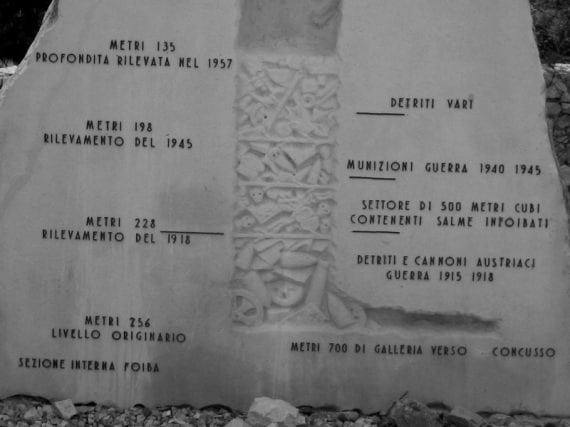 METRI 135
PROFONDITA RILEVATA NEL 1957
METRI 198
RILEVAMENTO DEL 1945
METRI 228
RILEVAMENTO DEL 1918
METRI 256
LIVELLO ORIGINARIO
SEZIONE INTERNA FOIBA
DETRITI VARI
MUNIZIONI GUERRA 1940 1945
SETTORE DI 500 METRI CUBI
CONTENENTI SALME INFOIBATI
DETRITI E CANNONI AUSTRIACI
GUERRA 1915 1918
METRI 700 DI GALLERIA VERSO CONCUSSO